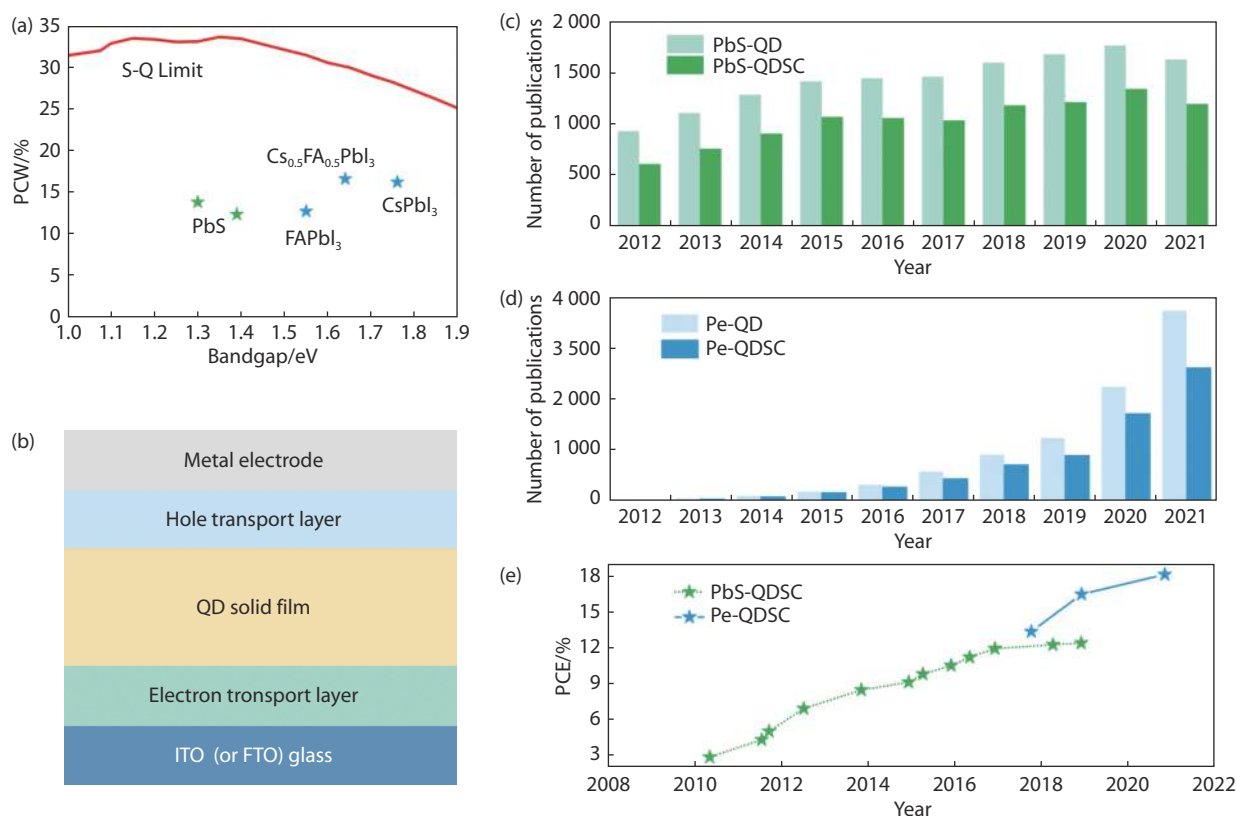 (a)
35
30
25
20
15
10
5
0
PCW/%
S-Q Limit
Cs0.5FA0.5PbI3
PbS
FAPbI3
CsPbI3
1.0 1.1 1.2 1.3 1.4 1.5 1.6 1.7 1.8 1.9
Bandgap/eV
(b)
Metal electrode
Hole transport layer
QD solid film
Electron transport layer
ITO (or FTO) glass
(c)
2 000
1 500
1 000
500
0
Number of publications
PbS-QD
PbS-QDSC
2012 2013 2014 2015 2016 2017 2018 2019 2020 2021
Year
(d)
4 000
3 500
2 000
1 000
0
Number of publications
Pe-QD
Pe-QDSC
2012 2013 2014 2015 2016 2017 2018 2019 2020 2021
Year
(e)
18
15
12
9
6
3
PCE/%
PbS-QDSC
Pe-QDSC
2008 2010 2012 2014 2016 2018 2020 2022
Year